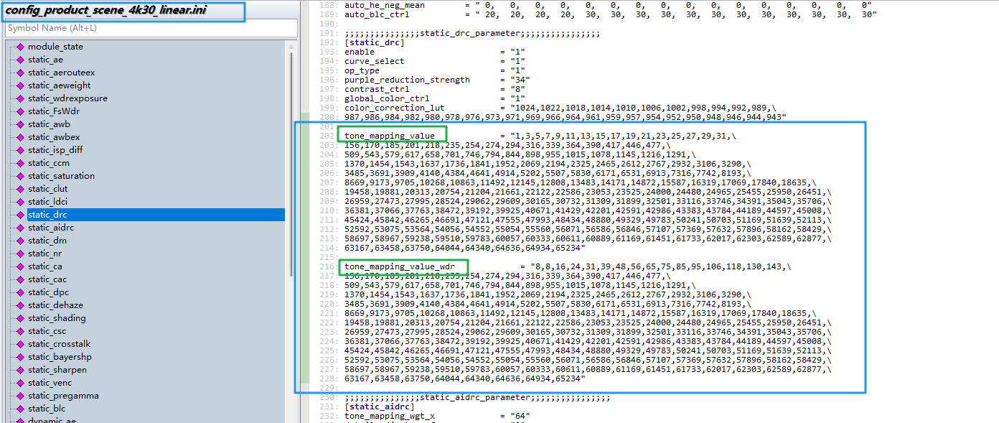 config_product_scene_4k30_linear.ini
Symbol Name (Alt+L)
module_state
static_ae
static_aerouteex
static_aeweight
static_wdrexposure
static_FsWdr
static_awb
static_awbex
static_isp_diff
static_ccm
static_saturation
static_clut
static_ldci
static_drc
static_aidrc
static_dm
static_nr
static_ca
static_cac
static_dpc
static_dehaze
static_shading
static_csc
static_crosstalk
static_bayershp
static_sharpen
static_venc
static_pregamma
static_blc
dynamic_ae
188: auto_he_neg_mean = " 0, 0, 0, 0, 0, 0, 0, 0, 0, 0, 0, 0, 0, 0, 0, 0"
189: auto_blc_ctrl = " 20, 20, 20, 20, 30, 30, 30, 30, 30, 30, 30, 30, 30, 30, 30, 30"
190:
191: ;;;;;;;;;;;;;;;static_drc_parameter;;;;;;;;;;;;;;;;
192: [static_drc]
193: enable = "1"
194: curve_select = "1"
195: op_type = "1"
196: purple_reduction_strength = "34"
197: contrast_ctrl = "8"
198: global_color_ctrl = "1"
199: color_correction_lut = "1024,1022,1018,1014,1010,1006,1002,998,994,992,989,\
200: 987,986,984,982,980,978,976,973,971,969,966,964,961,959,957,954,952,950,948,946,944,943"
201:
202: tone_mapping_value = "1,3,5,7,9,11,13,15,17,19,21,23,25,27,29,31,\
203: 156,170,185,201,218,235,254,274,294,316,339,364,390,417,446,477,\
204: 509,543,579,617,658,701,746,794,844,898,955,1015,1078,1145,1216,1291,\
205: 1370,1454,1543,1637,1736,1841,1952,2069,2194,2325,2465,2612,2767,2932,3106,3290,\
206: 3485,3691,3909,4140,4384,4641,4914,5202,5507,5830,6171,6531,6913,7316,7742,8193,\
207: 8669,9173,9705,10268,10863,11492,12145,12808,13483,14171,14872,15587,16319,17069,17840,18635,\
208: 19458,19881,20313,20754,21204,21661,22122,22586,23053,23525,24000,24480,24965,25455,25950,26451,\
209: 26959,27473,27995,28524,29062,29609,30165,30732,31309,31899,32501,33116,33746,34391,35043,35706,\
210: 36381,37066,37763,38472,39192,39925,40671,41429,42201,42591,42986,43383,43784,44189,44597,45008,\
211: 45424,45842,46265,46691,47121,47555,47993,48434,48880,49329,49783,50241,50703,51169,51639,52113,\
212: 52592,53075,53564,54056,54552,55054,55560,56071,56586,56846,57107,57369,57632,57896,58162,58429,\
213: 58697,58967,59238,59510,59783,60057,60333,60611,60889,61169,61451,61733,62017,62303,62589,62877,\
214: 63167,63458,63750,64044,64340,64636,64934,65234"
215:
216: tone_mapping_value_wdr = "8,8,16,24,31,39,48,56,65,75,85,95,106,118,130,143,\
217: 156,170,185,201,218,235,254,274,294,316,339,364,390,417,446,477,\
218: 509,543,579,617,658,701,746,794,844,898,955,1015,1078,1145,1216,1291,\
219: 1370,1454,1543,1637,1736,1841,1952,2069,2194,2325,2465,2612,2767,2932,3106,3290,\
220: 3485,3691,3909,4140,4384,4641,4914,5202,5507,5830,6171,6531,6913,7316,7742,8193,\
221: 8669,9173,9705,10268,10863,11492,12145,12808,13483,14171,14872,15587,16319,17069,17840,18635,\
222: 19458,19881,20313,20754,21204,21661,22122,22586,23053,23525,24000,24480,24965,25455,25950,26451,\
223: 26959,27473,27995,28524,29062,29609,30165,30732,31309,31899,32501,33116,33746,34391,35043,35706,\
224: 36381,37066,37763,38472,39192,39925,40671,41429,42201,42591,42986,43383,43784,44189,44597,45008,\
225: 45424,45842,46265,46691,47121,47555,47993,48434,48880,49329,49783,50241,50703,51169,51639,52113,\
226: 52592,53075,53564,54056,54552,55054,55560,56071,56586,56846,57107,57369,57632,57896,58162,58429,\
227: 58697,58967,59238,59510,59783,60057,60333,60611,60889,61169,61451,61733,62017,62303,62589,62877,\
228: 63167,63458,63750,64044,64340,64636,64934,65234"
229:
230: ;;;;;;;;;;;;;;;static_aidrc_parameter;;;;;;;;;;;;;;;;
231: [static_aidrc]
232: tone_mapping_wgt_x = "64"